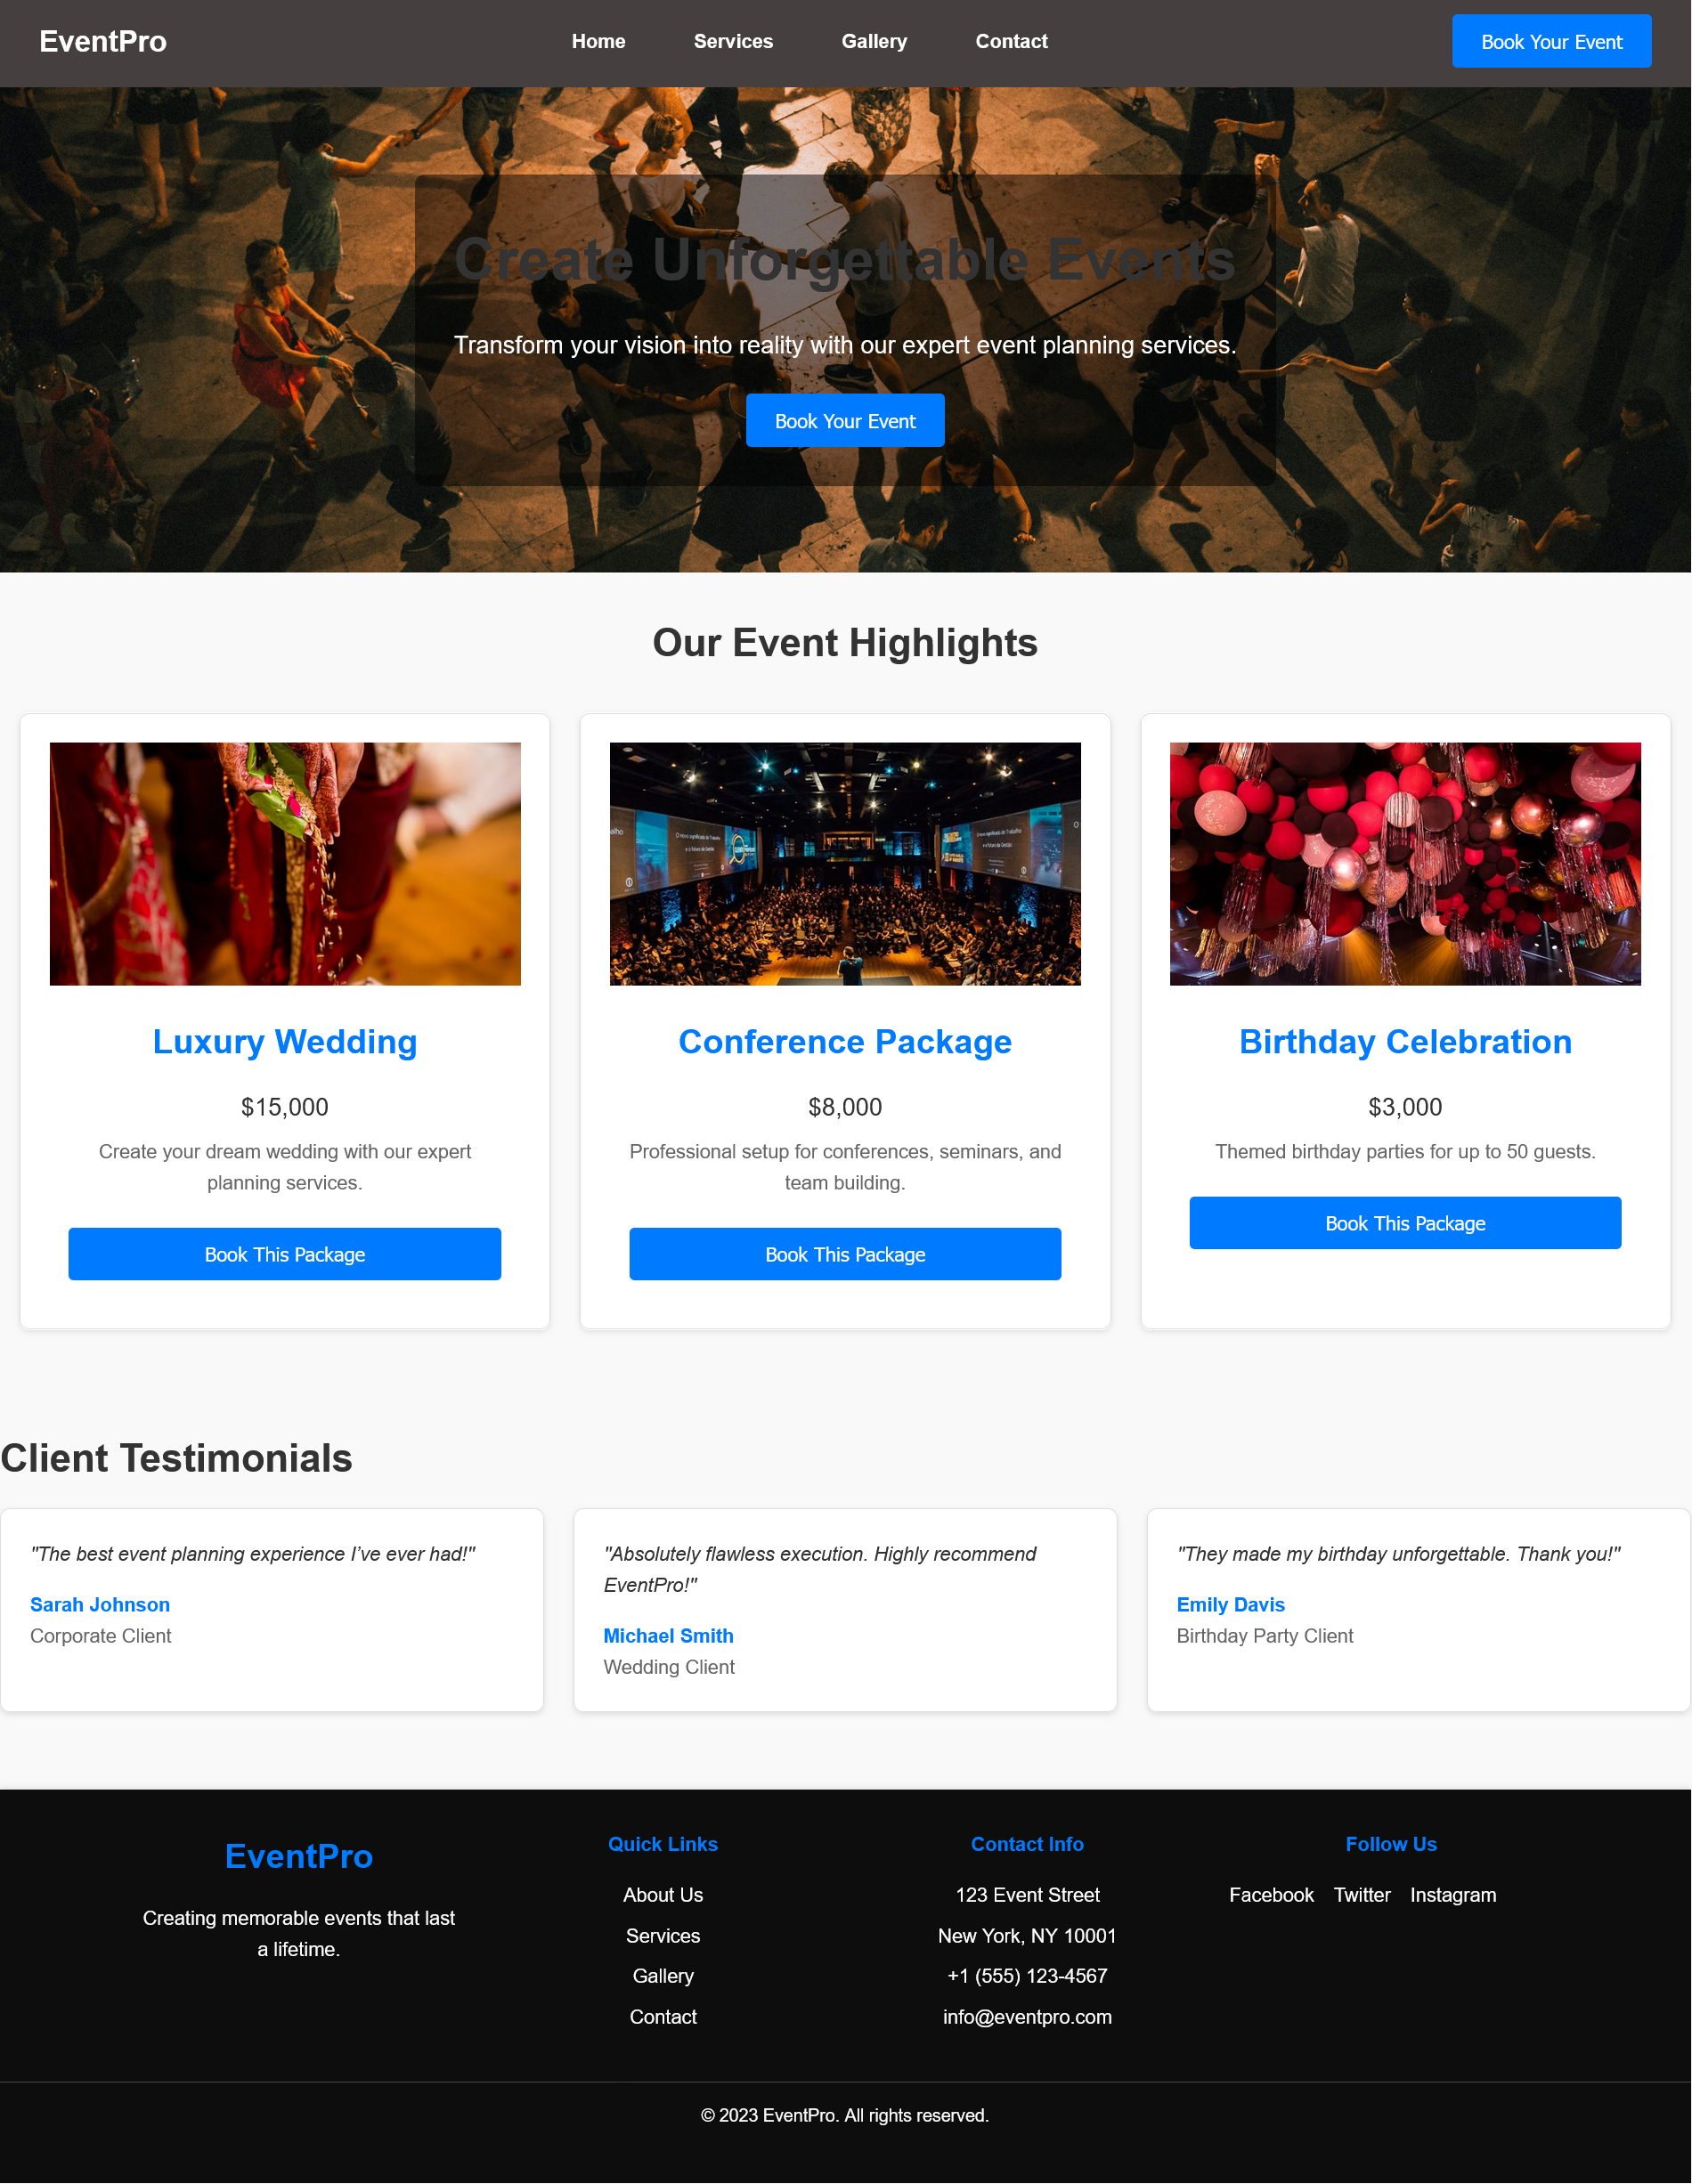 EventPro
Home
Services
Gallery
Contact
Book Your Event
Create Unforgettable Events
Transform your vision into reality with our expert event planning services.
Book Your Event
Our Event Highlights
Luxury Wedding
$15,000
Create your dream wedding with our expert
planning services.
Book This Package
Conference Package
$8,000
Professional setup for conferences, seminars, and
team building.
Book This Package
Birthday Celebration
$3,000
Themed birthday parties for up to 50 guests.
Book This Package
Client Testimonials
"The best event planning experience I’ve ever had!"
Sarah Johnson
Corporate Client
"Absolutely flawless execution. Highly recommend
EventPro!"
Michael Smith
Wedding Client
"They made my birthday unforgettable. Thank you!"
Emily Davis
Birthday Party Client
EventPro
Creating memorable events that last
a lifetime.
Quick Links
About Us
Services
Gallery
Contact
Contact Info
123 Event Street
New York, NY 10001
+1 (555) 123-4567
info@eventpro.com
Follow Us
Facebook
Twitter
Instagram
© 2023 EventPro. All rights reserved.